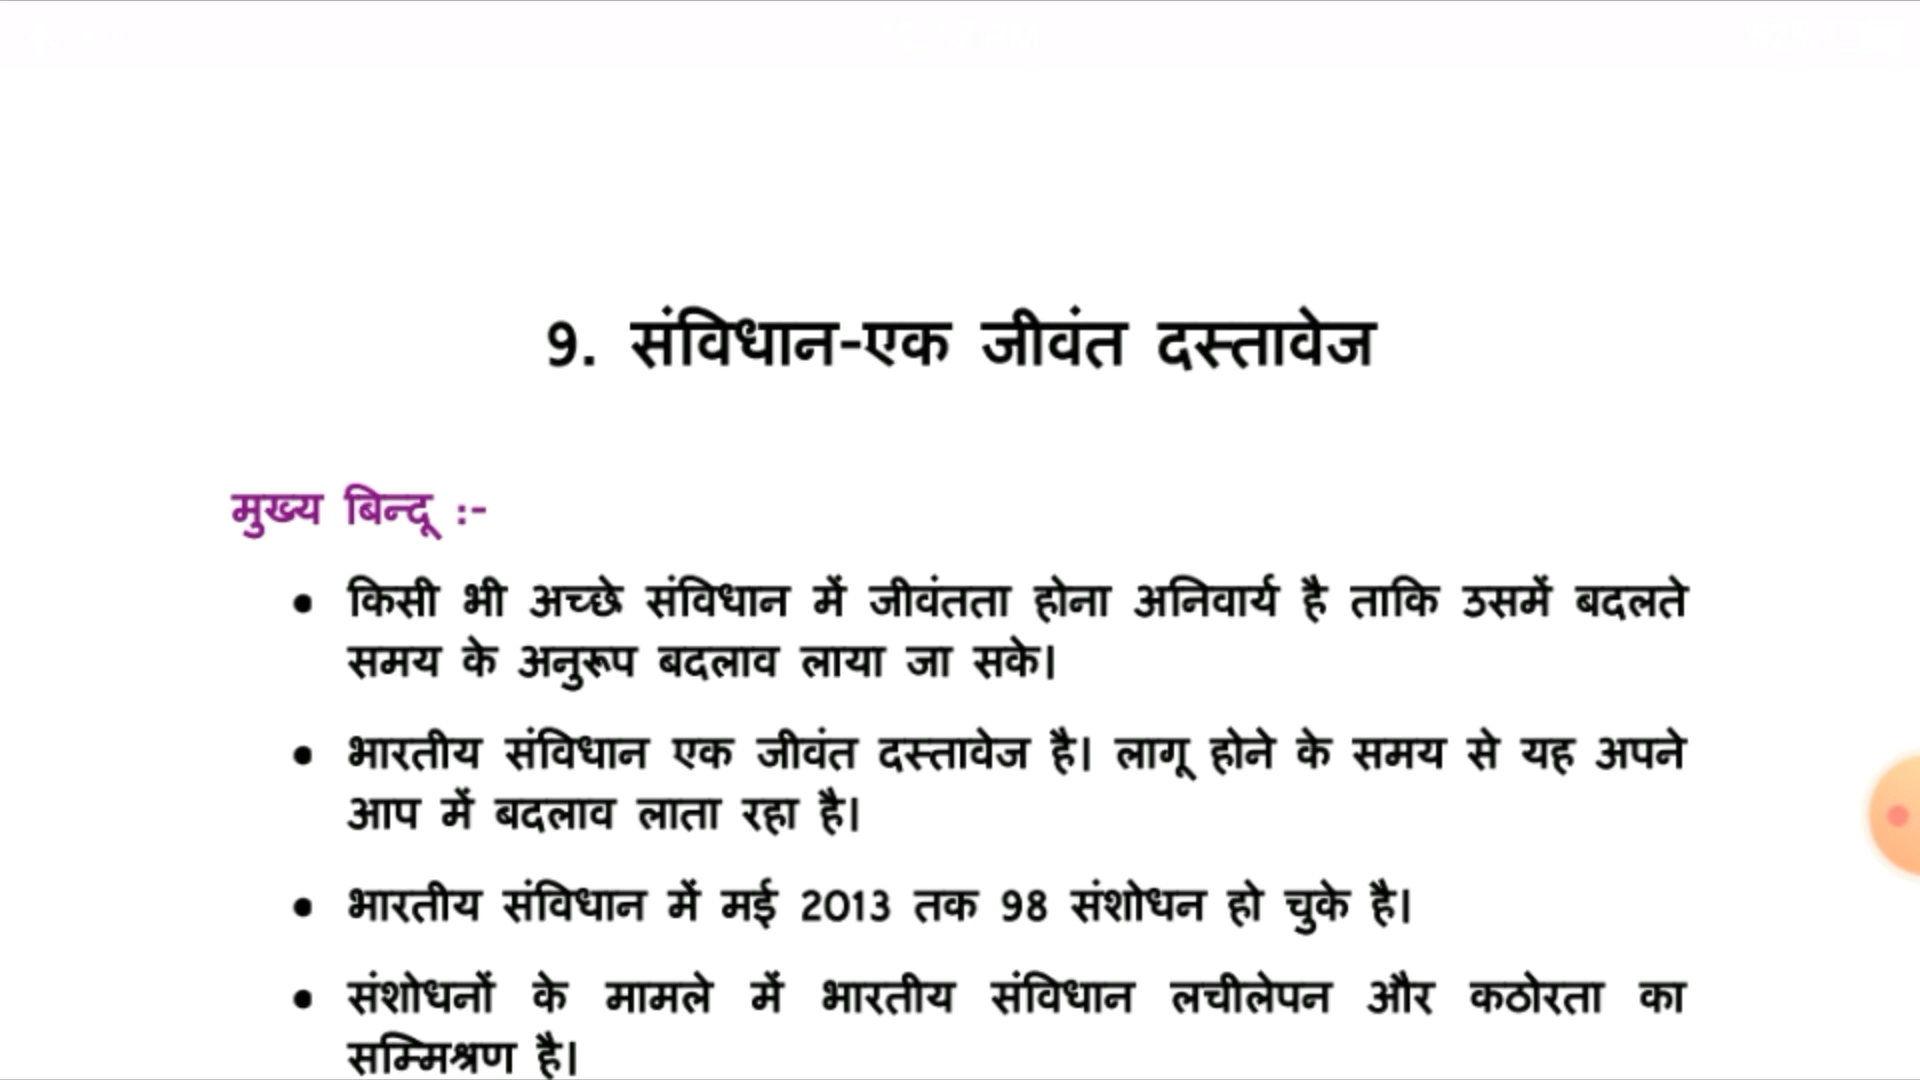 9. संविधान-एक जीवंत दस्तावेज
मुख्य बिन्दू :-
• किसी भी अच्छे संविधान में जीवंतता होना अनिवार्य है ताकि उसमें बदलते
समय के अनुरूप बदलाव लाया जा सके।
• भारतीय संविधान एक जीवंत दस्तावेज है। लागू होने के समय से यह अपने
आप में बदलाव लाता रहा है।
• भारतीय संविधान में मई 2013 तक 98 संशोधन हो चुके है।
• संशोधनों के मामले में भारतीय संविधान लचीलेपन और कठोरता का
सम्मिश्रण है।